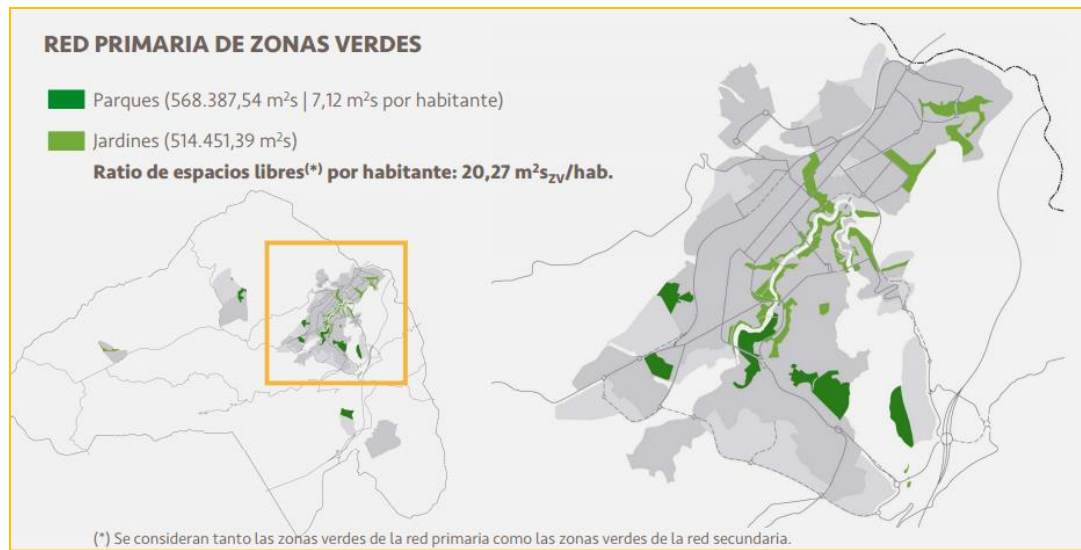 RED PRIMARIA DE ZONAS VERDES
Parques (568.387,54 m²s | 7,12 m²s por habitante)
Jardines (514.451,39 m²s)
Ratio de espacios libres(*) por habitante: 20,27 m²szv/hab.
(*) Se consideran tanto las zonas verdes de la red primaria como las zonas verdes de la red secundaria.